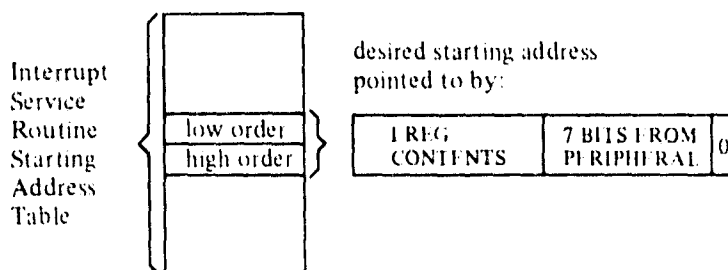 Interrupt
Service
Routine
Starting
Address
Table
low order
high order
desired starting address
pointed to by:
I REG
CONTENTS
7 BITS FROM
PERIPHERAL
0